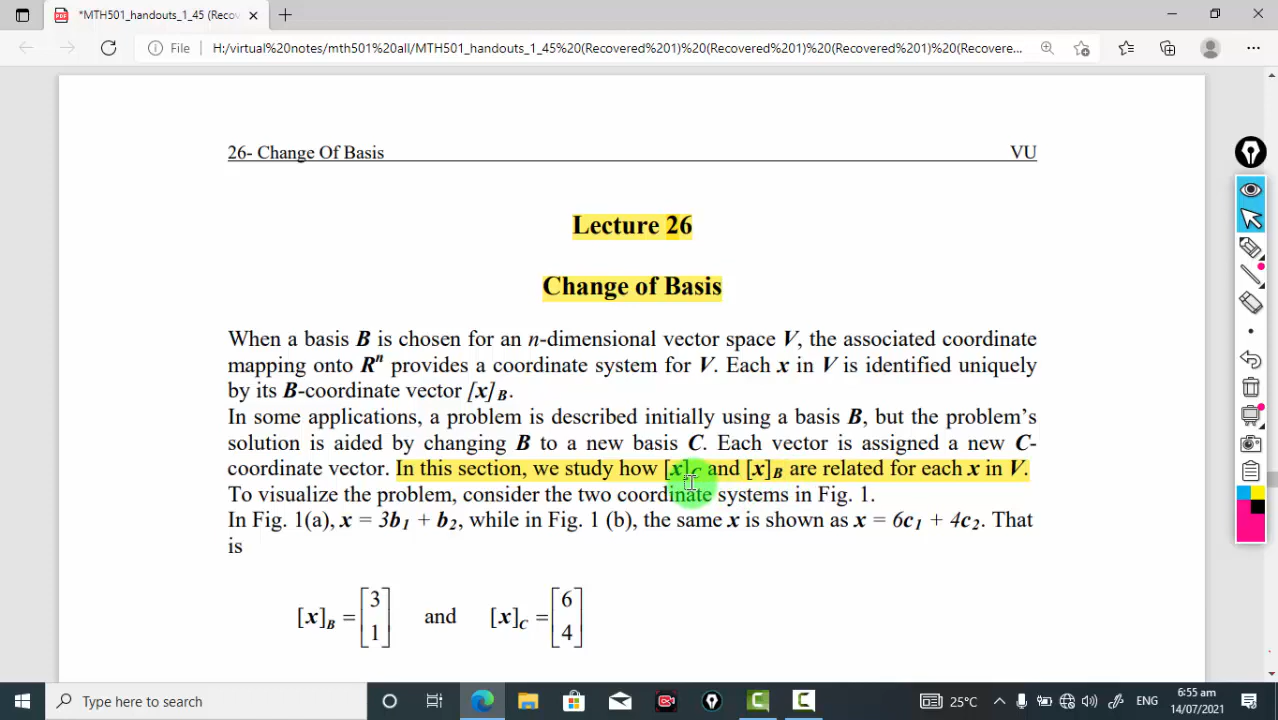 *MTH501_handouts_1_45 (Recov
File
H:/virtual%20notes/mth501%20all/MTH501_handouts_1_45%20(Recovered%201)%20(Recovered%201)%20(Recovered%201)%20(Recovere...
26- Change Of Basis VU
Lecture 26
Change of Basis
When a basis B is chosen for an n-dimensional vector space V, the associated coordinate
mapping onto Rⁿ provides a coordinate system for V. Each x in V is identified uniquely
by its B-coordinate vector [x]_B.
In some applications, a problem is described initially using a basis B, but the problem's
solution is aided by changing B to a new basis C. Each vector is assigned a new C-
coordinate vector. In this section, we study how [x]_C and [x]_B are related for each x in V.
To visualize the problem, consider the two coordinate systems in Fig. 1.
In Fig. 1(a), x = 3b₁ + b₂, while in Fig. 1 (b), the same x is shown as x = 6c₁ + 4c₂. That
is
[x]_B = [3 1] and [x]_C = [6 4]
Type here to search
25°C
ENG
6:55 am
14/07/2021